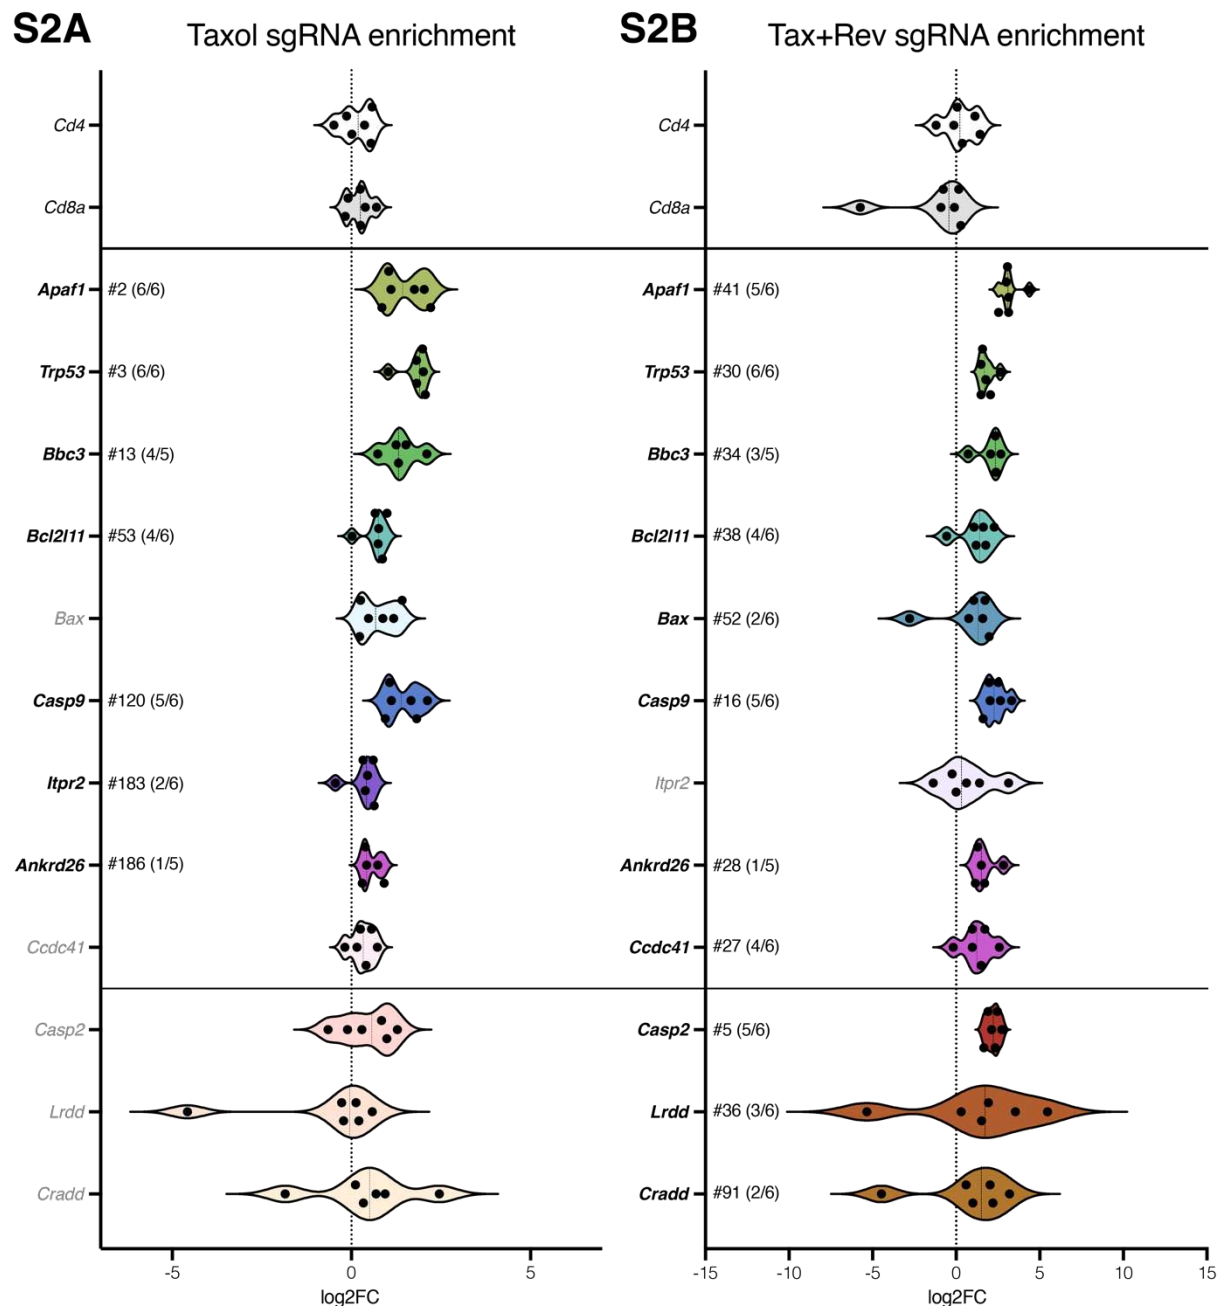 S2A
Taxol sgRNA enrichment
Cd4
Cd8a
Apaf1 #2 (6/6)
Trp53 #3 (6/6)
Bbc3 #13 (4/5)
Bcl2l11 #53 (4/6)
Bax
Casp9 #120 (5/6)
Itpr2 #183 (2/6)
Ankrd26 #186 (1/5)
Ccdc41
Casp2
Lrdd
Cradd
-5 0 5
log2FC
S2B
Tax+Rev sgRNA enrichment
Cd4
Cd8a
Apaf1 #41 (5/6)
Trp53 #30 (6/6)
Bbc3 #34 (3/5)
Bcl2l11 #38 (4/6)
Bax #52 (2/6)
Casp9 #16 (5/6)
Itpr2
Ankrd26 #28 (1/5)
Ccdc41 #27 (4/6)
Casp2 #5 (5/6)
Lrdd #36 (3/6)
Cradd #91 (2/6)
-15 -10 -5 0 5 10 15
log2FC